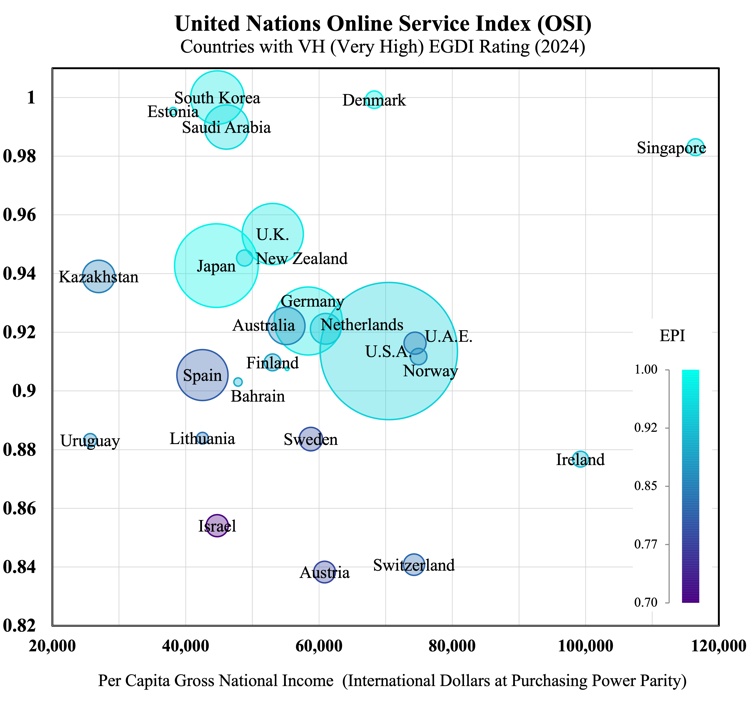 United Nations Online Service Index (OSI)
Countries with VH (Very High) EGDI Rating (2024)
1
South Korea
Denmark
Estonia
Saudi Arabia
Singapore
0.98
0.96
U.K.
New Zealand
Japan
Kazakhstan
0.94
Germany
Australia
Netherlands
0.92
U.A.E.
EPI
U.S.A.
Finland
Norway
1.00
Spain
0.9
Bahrain
0.92
Uruguay
Lithuania
Sweden
0.88
Ireland
0.85
0.86
Israel
0.77
Switzerland
0.84
Austria
0.70
0.82
20,000 40,000 60,000 80,000 100,000 120,000
Per Capita Gross National Income (International Dollars at Purchasing Power Parity)